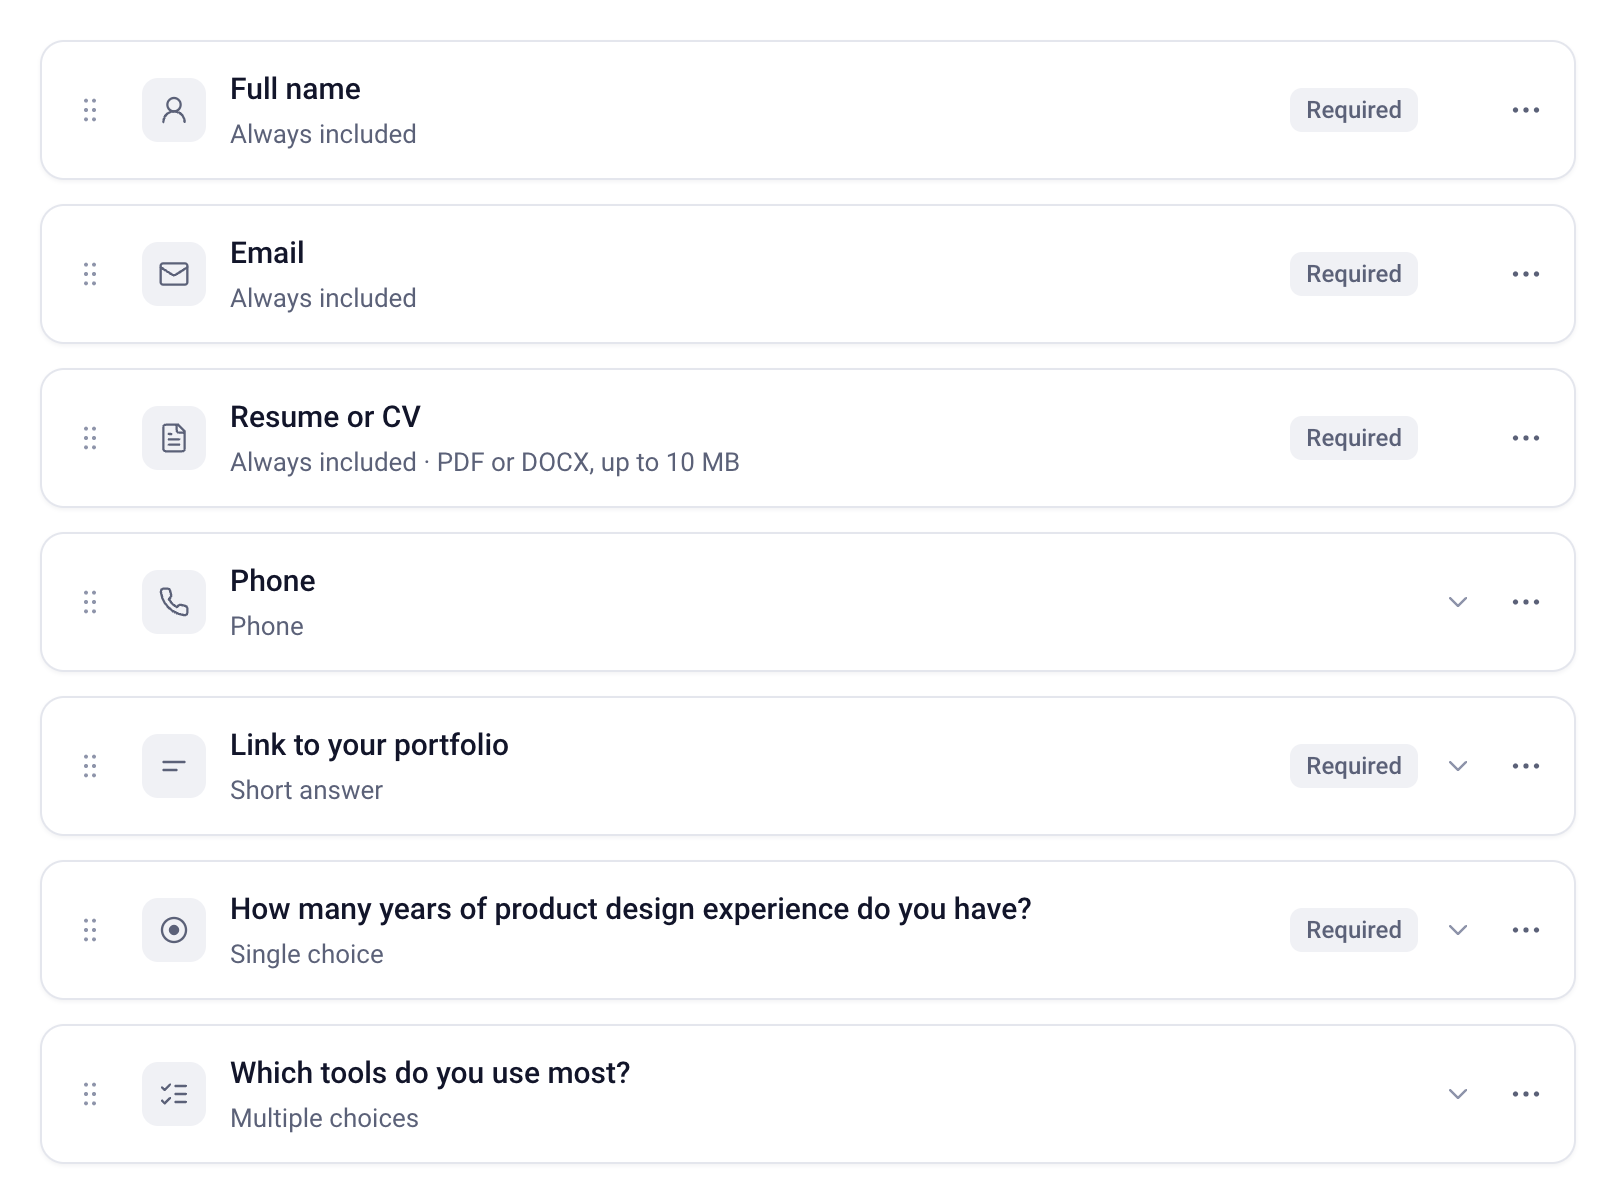 Full name
Always included
Required
Email
Always included
Required
Resume or CV
Always included · PDF or DOCX, up to 10 MB
Required
Phone
Phone
Link to your portfolio
Short answer
Required
How many years of product design experience do you have?
Single choice
Required
Which tools do you use most?
Multiple choices